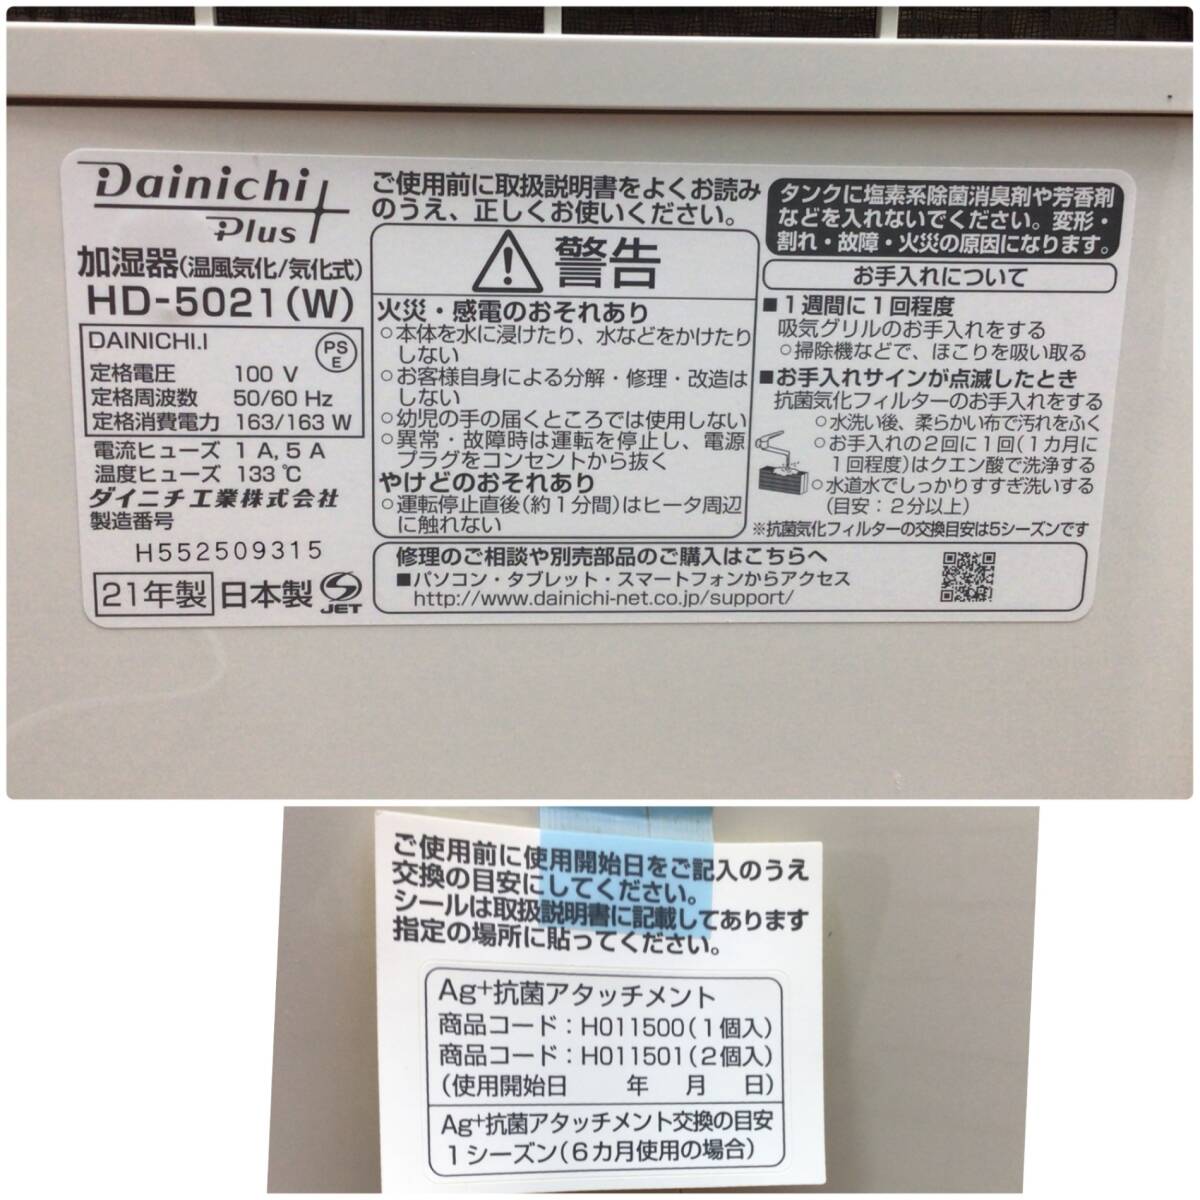 Dainichi
Plus
加湿器(温風気化/気化式)
HD-5021(W)
DAINICHI.I
PS
E
定格電圧 100 V
定格周波数 50/60 Hz
定格消費電力 163/163 W
電流ヒューズ 1 A, 5 A
温度ヒューズ 133 ℃
ダイニチ工業株式会社
製造番号
H552509315
21年製 日本製 JET
ご使用前に取扱説明書をよくお読み
のうえ、正しくお使いください。
警告
火災・感電のおそれあり
○本体を水に浸けたり、水などをかけたり
しない
○お客様自身による分解・修理・改造は
しない
○幼児の手の届くところでは使用しない
○異常・故障時は運転を停止し、電源
プラグをコンセントから抜く
やけどのおそれあり
○運転停止直後(約1分間)はヒータ周辺
に触れない
タンクに塩素系除菌消臭剤や芳香剤
などを入れないでください。変形・
割れ・故障・火災の原因になります。
お手入れについて
■1週間に1回程度
吸気グリルのお手入れをする
○掃除機などで、ほこりを吸い取る
■お手入れサインが点滅したとき
抗菌気化フィルターのお手入れをする
○水洗い後、柔らかい布で汚れをふく
○お手入れの2回に1回(1カ月に
1回程度)はクエン酸で洗浄する
○水道水でしっかりすすぎ洗いする
(目安:2分以上)
※抗菌気化フィルターの交換目安は5シーズンです
修理のご相談や別売部品のご購入はこちらへ
■パソコン・タブレット・スマートフォンからアクセス
http://www.dainichi-net.co.jp/support/
ご使用前に使用開始日をご記入のうえ
交換の目安にしてください。
シールは取扱説明書に記載してあります
指定の場所に貼ってください。
Ag+抗菌アタッチメント
商品コード:H011500(1個入)
商品コード:H011501(2個入)
(使用開始日 年 月 日)
Ag+抗菌アタッチメント交換の目安
1シーズン(6カ月使用の場合)